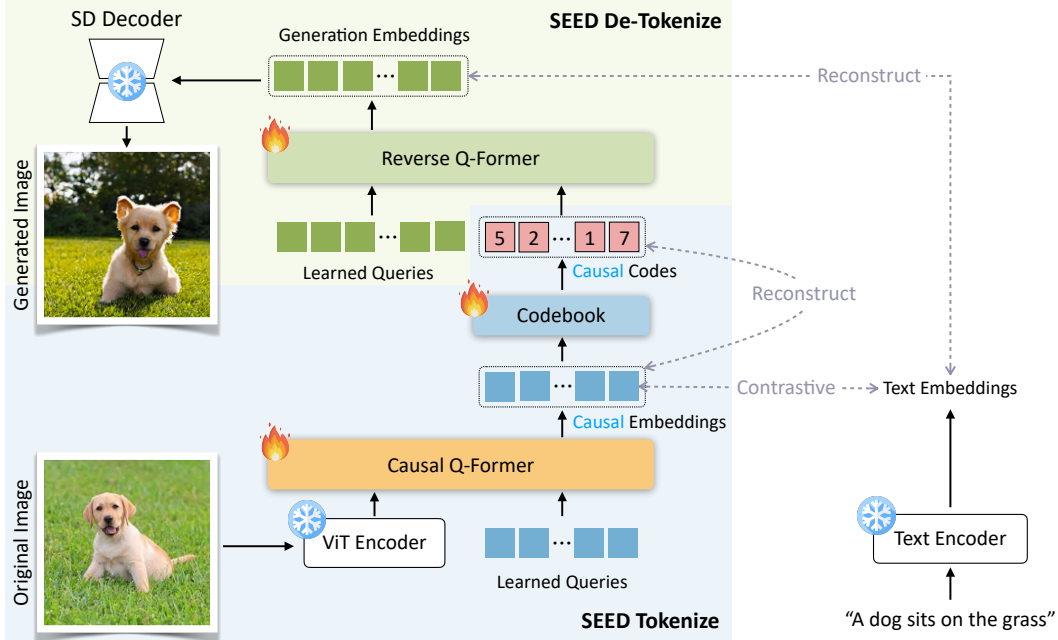 SD Decoder
SEED De-Tokenize
Generation Embeddings
Reconstruct
Reverse Q-Former
Generated Image
5 2 ... 1 7
Learned Queries
Causal Codes
Reconstruct
Codebook
Contrastive
Text Embeddings
Causal Embeddings
Causal Q-Former
Original Image
ViT Encoder
Text Encoder
Learned Queries
SEED Tokenize
“A dog sits on the grass”